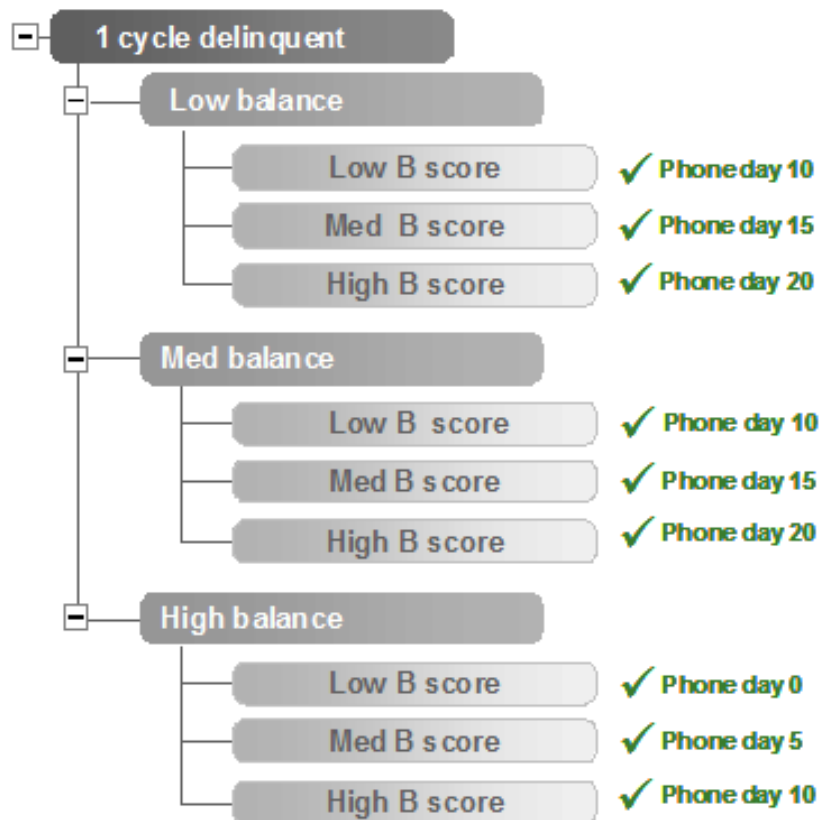 1 cycle delinquent
Low balance
Low B score Phone day 10
Med B score Phone day 15
High B score Phone day 20
Med balance
Low B score Phone day 10
Med B score Phone day 15
High B score Phone day 20
High balance
Low B score Phone day 0
Med B score Phone day 5
High B score Phone day 10